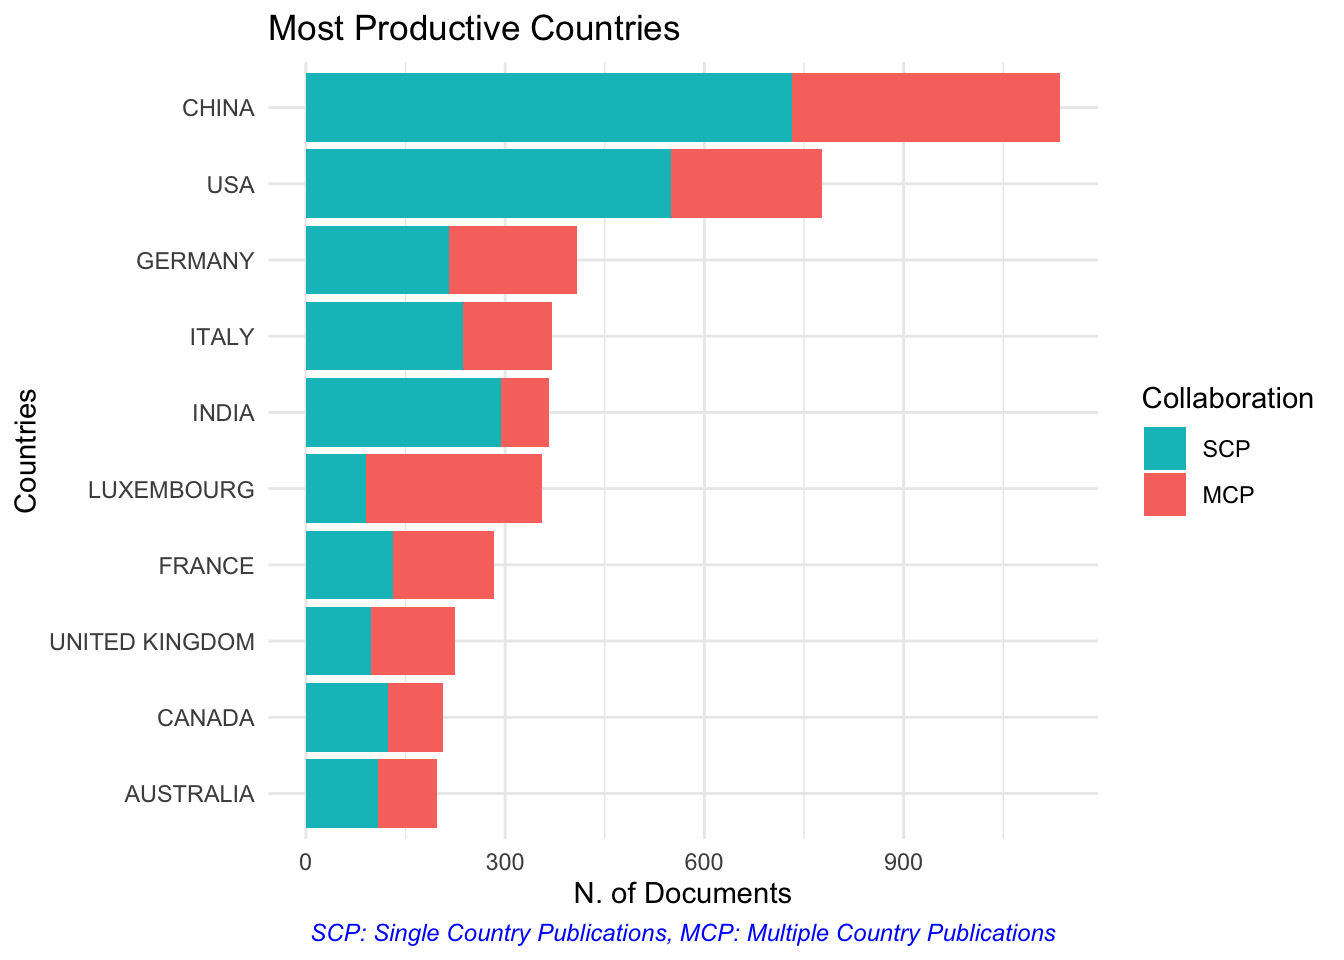 Most Productive Countries
CHINA
USA
GERMANY
ITALY
INDIA
LUXEMBOURG
FRANCE
UNITED KINGDOM
CANADA
AUSTRALIA
Countries
0 300 600 900
N. of Documents
SCP: Single Country Publications, MCP: Multiple Country Publications
Collaboration
SCP
MCP